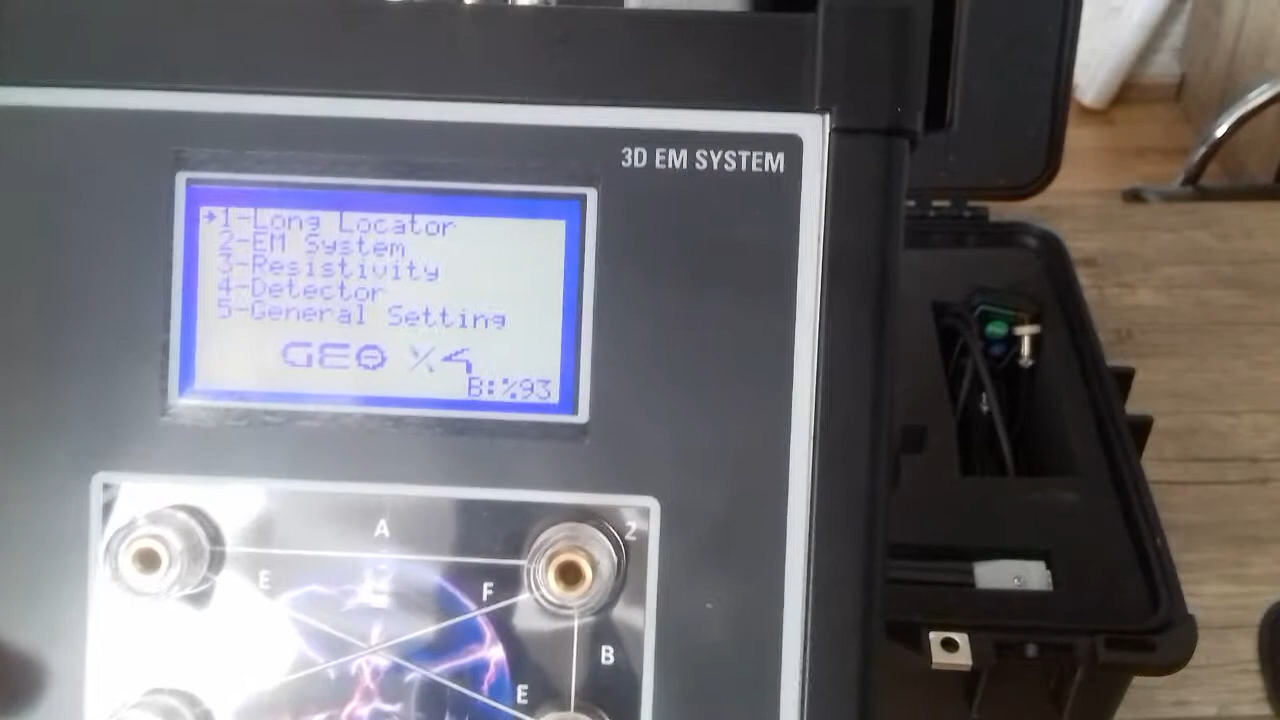 3D EM SYSTEM
→1-Long Locator
2-EM System
3-Resistivity
4-Detector
5-General Setting
GEO X4
B:%93
A
2
E
F
B
E